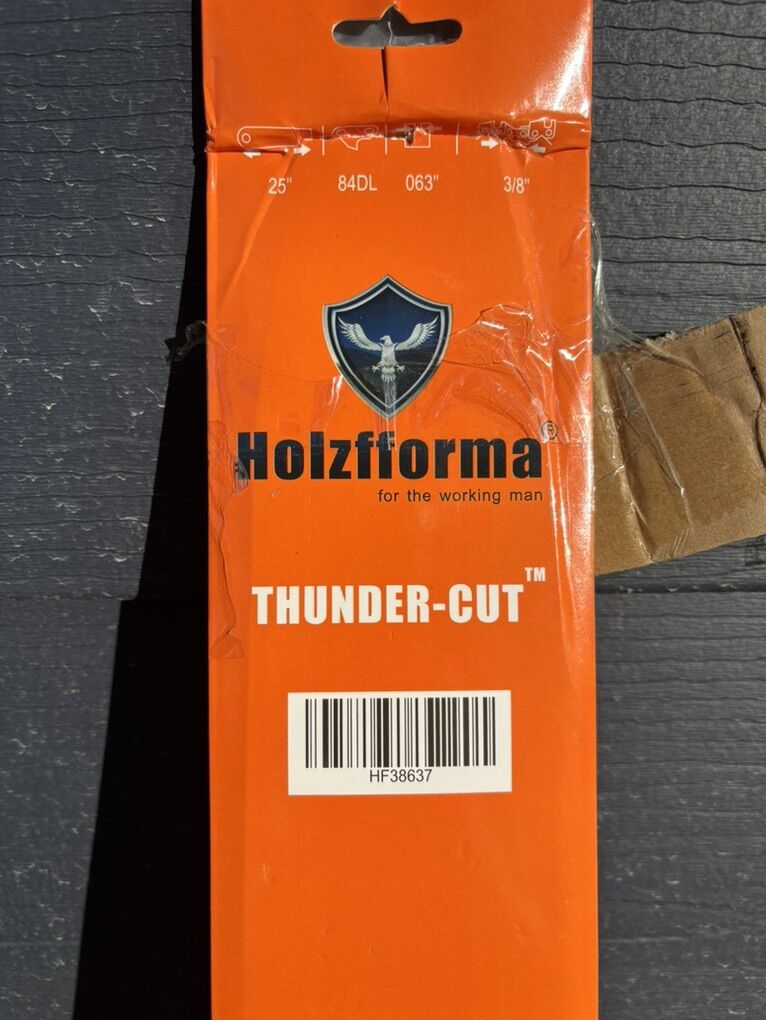 25" 84DL 063" 3/8"
Holzfforma®
for the working man
THUNDER-CUT™
HF38637